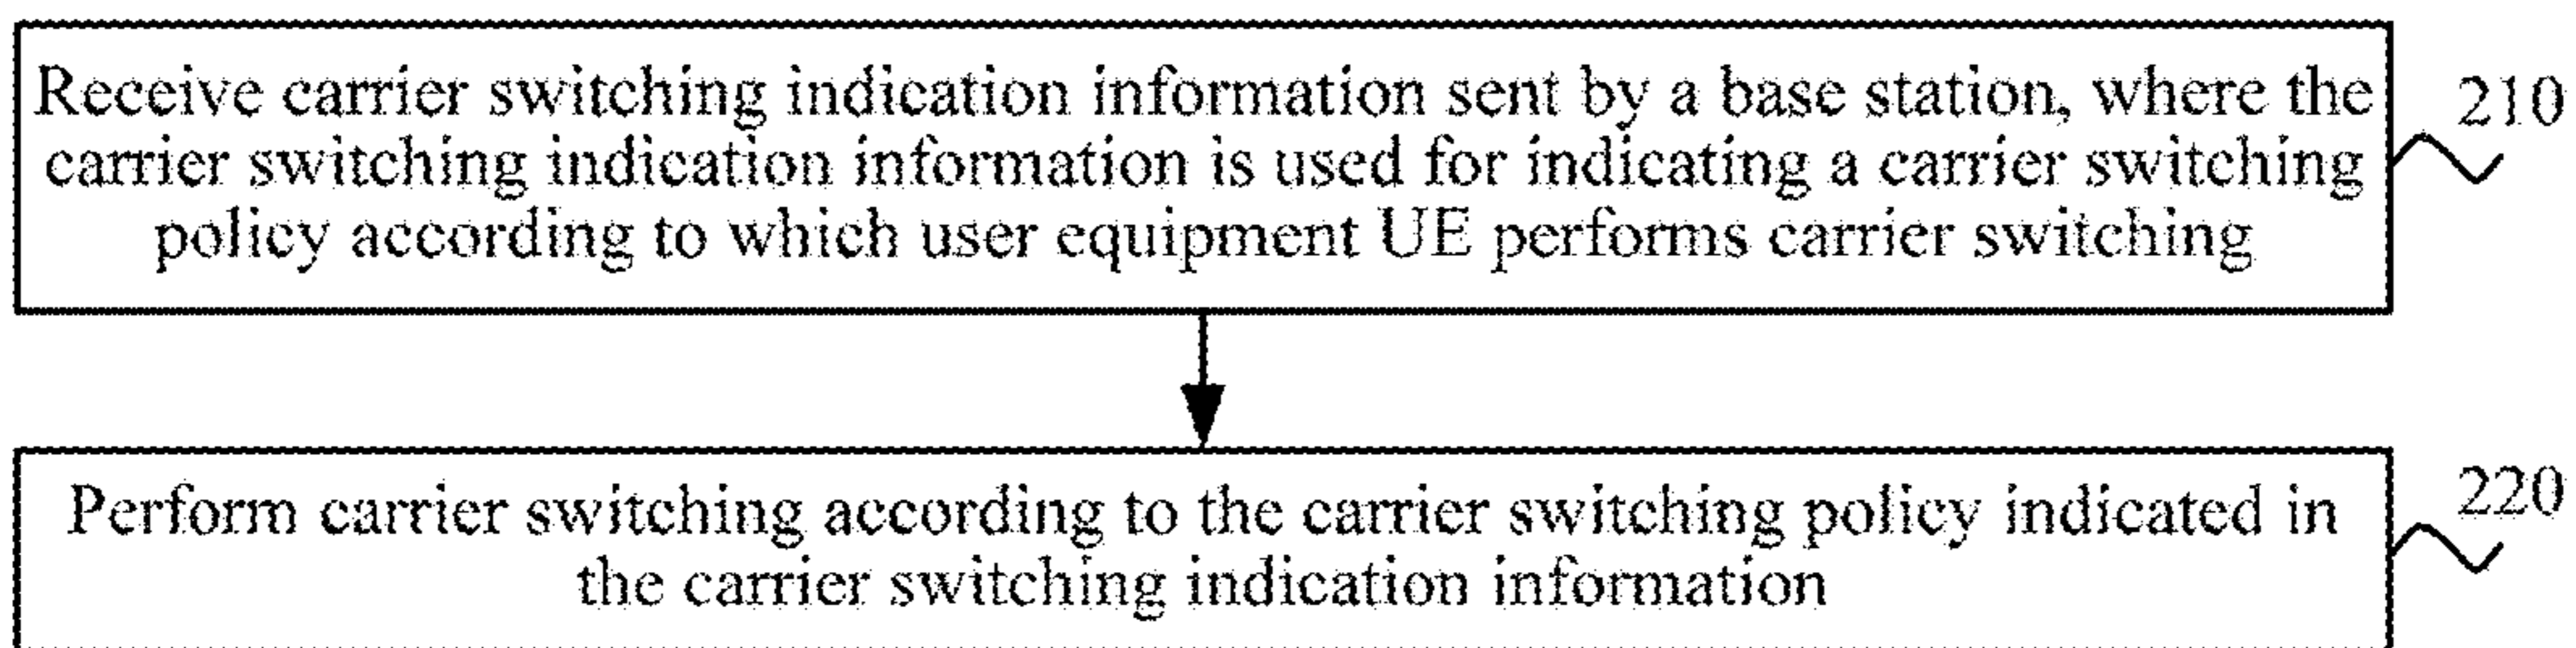 Receive carrier switching indication information sent by a base station, where the
carrier switching indication information is used for indicating a carrier switching
policy according to which user equipment UE performs carrier switching
210
Perform carrier switching according to the carrier switching policy indicated in
the carrier switching indication information
220